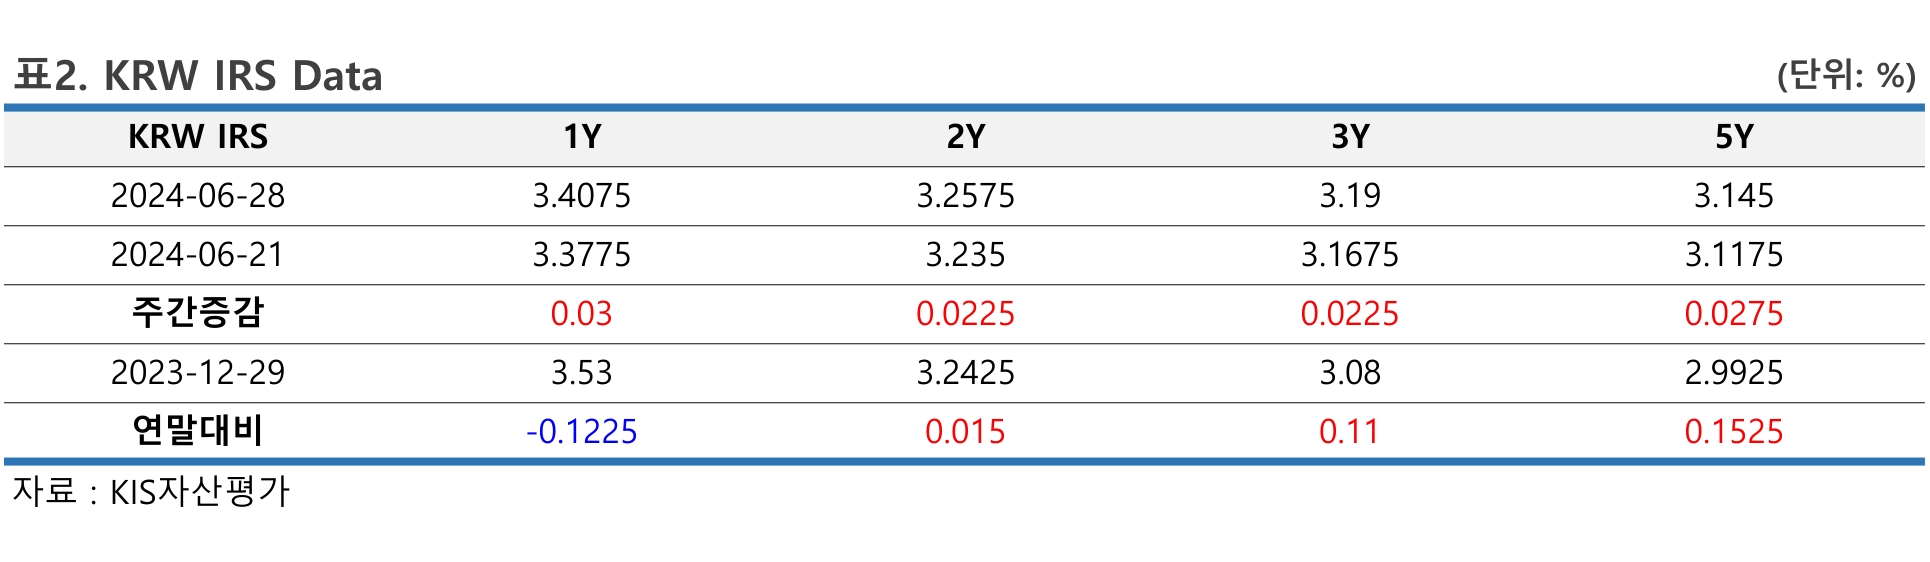 표2. KRW IRS Data (단위: %)
KRW IRS 1Y 2Y 3Y 5Y
2024-06-28 3.4075 3.2575 3.19 3.145
2024-06-21 3.3775 3.235 3.1675 3.1175
주간증감 0.03 0.0225 0.0225 0.0275
2023-12-29 3.53 3.2425 3.08 2.9925
연말대비 -0.1225 0.015 0.11 0.1525
자료 : KIS자산평가